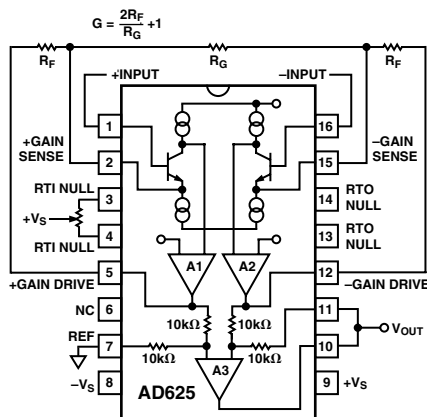 G = 2RF/RG +1
RF
RG
RF
+INPUT
–INPUT
1
16
+GAIN SENSE
2
15
–GAIN SENSE
RTI NULL
3
14
RTO NULL
+VS
RTI NULL
4
13
RTO NULL
A1
A2
+GAIN DRIVE
5
12
–GAIN DRIVE
NC
6
10kΩ
10kΩ
11
VOUT
REF
7
10kΩ
10kΩ
10
A3
–VS
8
AD625
9
+VS